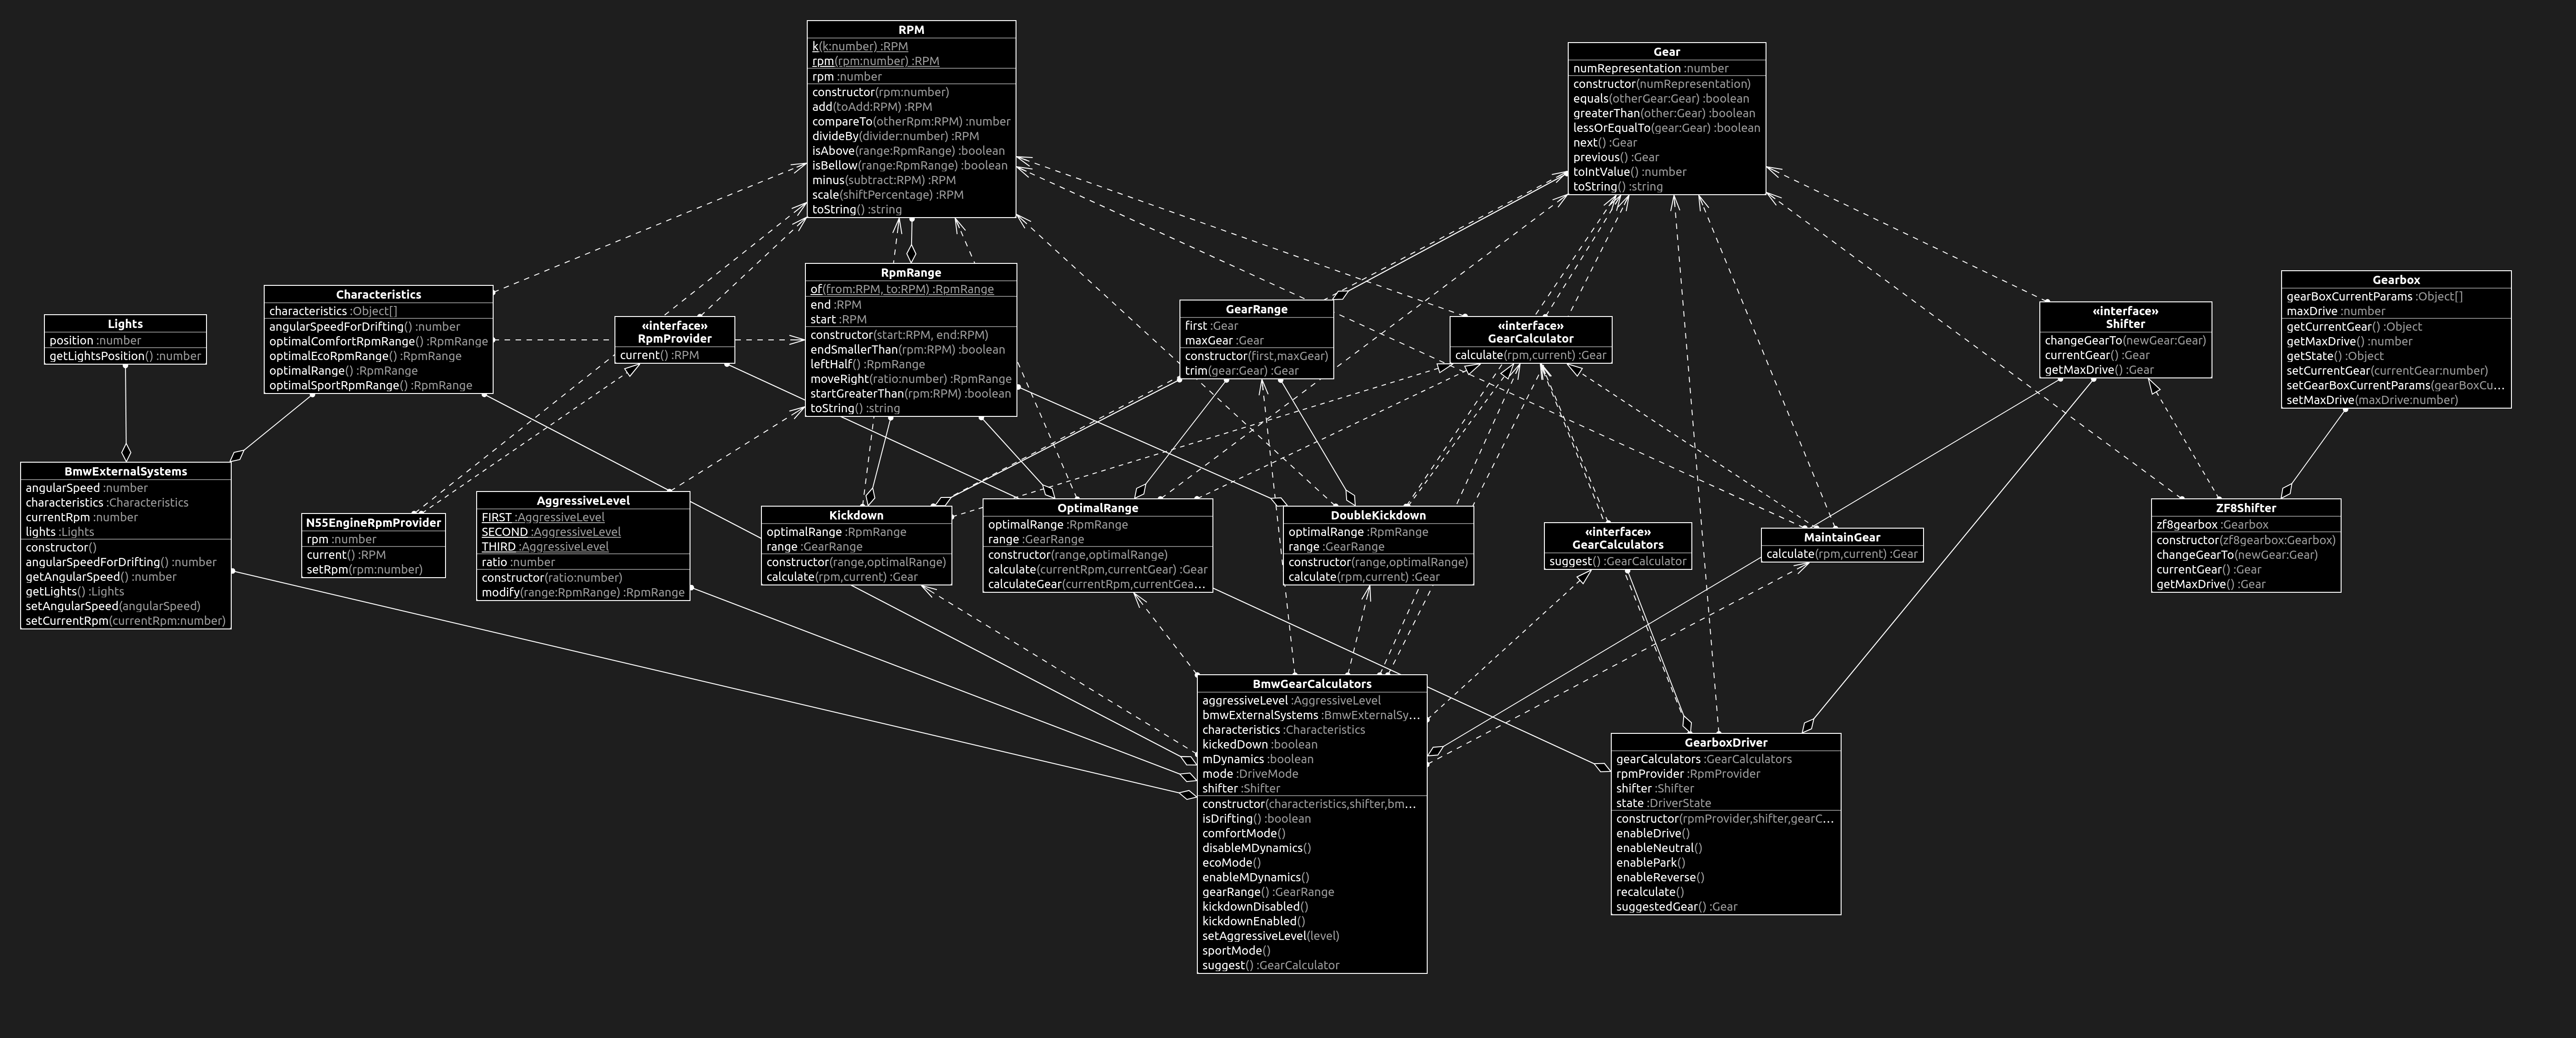 RPM
k(k:number) :RPM
rpm(rpm:number) :RPM
rpm :number
constructor(rpm:number)
add(toAdd:RPM) :RPM
compareTo(otherRpm:RPM) :number
divideBy(divider:number) :RPM
isAbove(range:RpmRange) :boolean
isBellow(range:RpmRange) :boolean
minus(subtract:RPM) :RPM
scale(shiftPercentage) :RPM
toString() :string
Gear
numRepresentation :number
constructor(numRepresentation)
equals(otherGear:Gear) :boolean
greaterThan(other:Gear) :boolean
lessOrEqualTo(gear:Gear) :boolean
next() :Gear
previous() :Gear
toIntValue() :number
toString() :string
Lights
position :number
getLightsPosition() :number
Characteristics
characteristics :Object[]
angularSpeedForDrifting() :number
optimalComfortRpmRange() :RpmRange
optimalEcoRpmRange() :RpmRange
optimalRange() :RpmRange
optimalSportRpmRange() :RpmRange
«interface»
RpmProvider
current() :RPM
RpmRange
of(from:RPM, to:RPM) :RpmRange
end :RPM
start :RPM
constructor(start:RPM, end:RPM)
endSmallerThan(rpm:RPM) :boolean
leftHalf() :RpmRange
moveRight(ratio:number) :RpmRange
startGreaterThan(rpm:RPM) :boolean
toString() :string
GearRange
first :Gear
maxGear :Gear
constructor(first,maxGear)
trim(gear:Gear) :Gear
«interface»
GearCalculator
calculate(rpm,current) :Gear
«interface»
Shifter
changeGearTo(newGear:Gear)
currentGear() :Gear
getMaxDrive() :Gear
Gearbox
gearBoxCurrentParams :Object[]
maxDrive :number
getCurrentGear() :Object
getMaxDrive() :number
getState() :Object
setCurrentGear(currentGear:number)
setGearBoxCurrentParams(gearBoxCu...
setMaxDrive(maxDrive:number)
BmwExternalSystems
angularSpeed :number
characteristics :Characteristics
currentRpm :number
lights :Lights
constructor()
angularSpeedForDrifting() :number
getAngularSpeed() :number
getLights() :Lights
setAngularSpeed(angularSpeed)
setCurrentRpm(currentRpm:number)
N55EngineRpmProvider
rpm :number
current() :RPM
setRpm(rpm:number)
AggressiveLevel
FIRST :AggressiveLevel
SECOND :AggressiveLevel
THIRD :AggressiveLevel
ratio :number
constructor(ratio:number)
modify(range:RpmRange) :RpmRange
Kickdown
optimalRange :RpmRange
range :GearRange
constructor(range,optimalRange)
calculate(rpm,current) :Gear
OptimalRange
optimalRange :RpmRange
range :GearRange
constructor(range,optimalRange)
calculate(currentRpm,currentGear) :Gear
calculateGear(currentRpm,currentGea...
DoubleKickdown
optimalRange :RpmRange
range :GearRange
constructor(range,optimalRange)
calculate(rpm,current) :Gear
«interface»
GearCalculators
suggest() :GearCalculator
MaintainGear
calculate(rpm,current) :Gear
ZF8Shifter
zf8gearbox :Gearbox
constructor(zf8gearbox:Gearbox)
changeGearTo(newGear:Gear)
currentGear() :Gear
getMaxDrive() :Gear
BmwGearCalculators
aggressiveLevel :AggressiveLevel
bmwExternalSystems :BmwExternalSy...
characteristics :Characteristics
kickedDown :boolean
mDynamics :boolean
mode :DriveMode
shifter :Shifter
constructor(characteristics,shifter,bm...
isDrifting() :boolean
comfortMode()
disableMDynamics()
ecoMode()
enableMDynamics()
gearRange() :GearRange
kickdownDisabled()
kickdownEnabled()
setAggressiveLevel(level)
sportMode()
suggest() :GearCalculator
GearboxDriver
gearCalculators :GearCalculators
rpmProvider :RpmProvider
shifter :Shifter
state :DriverState
constructor(rpmProvider,shifter,gearC...
enableDrive()
enableNeutral()
enablePark()
enableReverse()
recalculate()
suggestedGear() :Gear